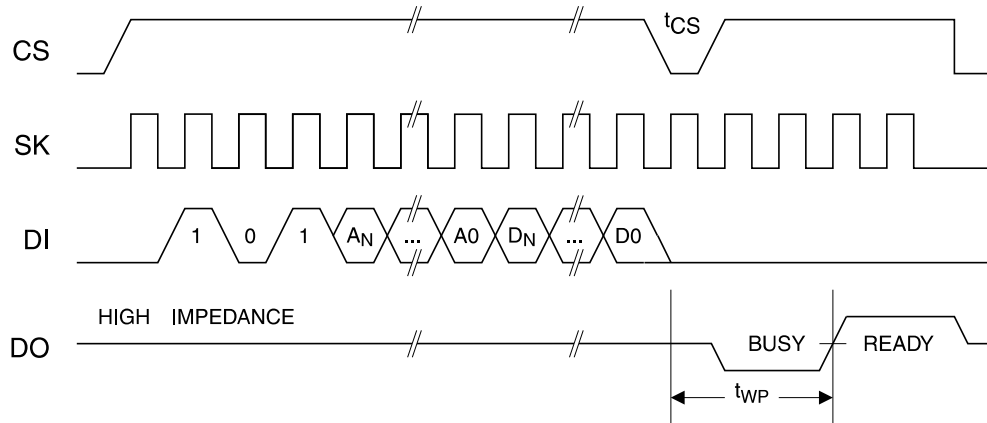 CS
tCS
SK
DI
1 0 1 AN ... A0 DN ... D0
HIGH IMPEDANCE
DO
BUSY READY
tWP